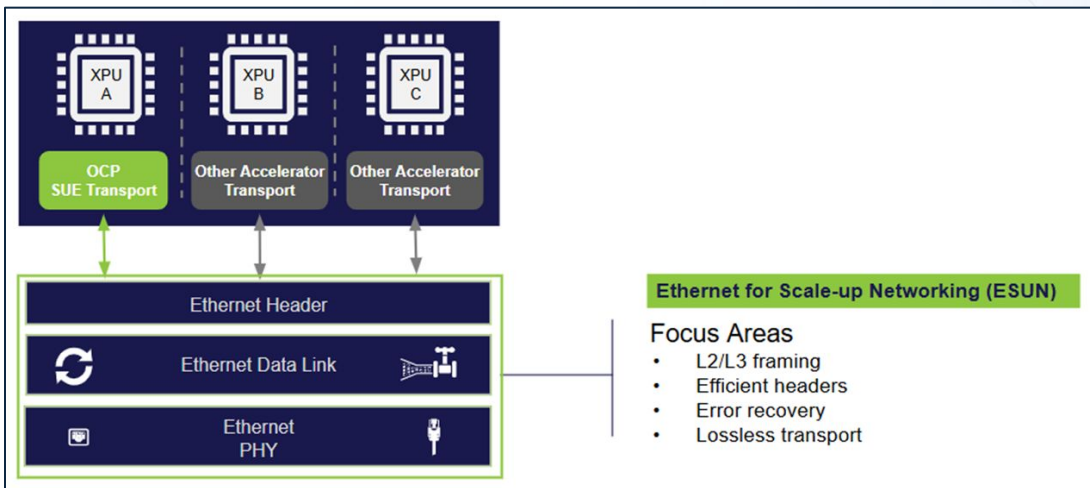 XPU
A
XPU
B
XPU
C
OCP
SUE Transport
Other Accelerator
Transport
Other Accelerator
Transport
Ethernet Header
Ethernet Data Link
Ethernet
PHY
Ethernet for Scale-up Networking (ESUN)
Focus Areas
• L2/L3 framing
• Efficient headers
• Error recovery
• Lossless transport